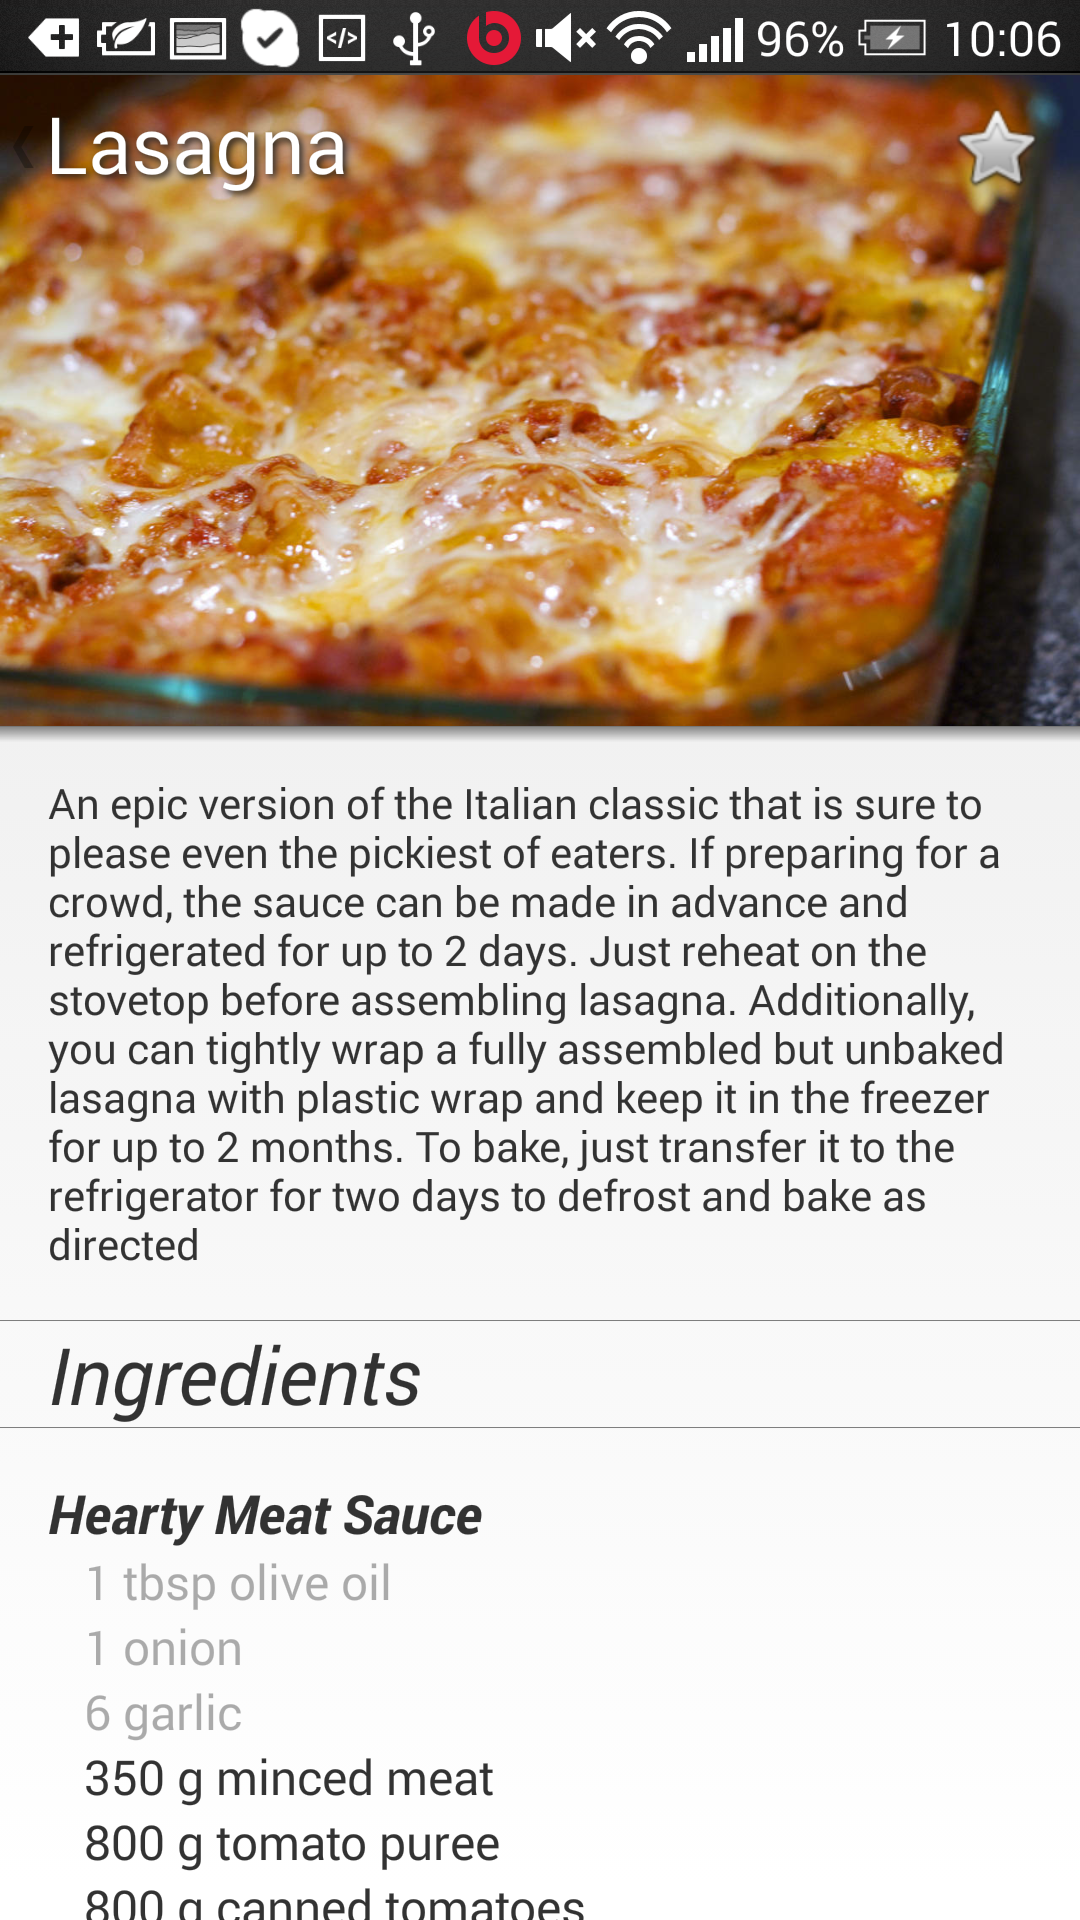 96% 10:06
Lasagna
An epic version of the Italian classic that is sure to
please even the pickiest of eaters. If preparing for a
crowd, the sauce can be made in advance and
refrigerated for up to 2 days. Just reheat on the
stovetop before assembling lasagna. Additionally,
you can tightly wrap a fully assembled but unbaked
lasagna with plastic wrap and keep it in the freezer
for up to 2 months. To bake, just transfer it to the
refrigerator for two days to defrost and bake as
directed
Ingredients
Hearty Meat Sauce
1 tbsp olive oil
1 onion
6 garlic
350 g minced meat
800 g tomato puree
800 g canned tomatoes